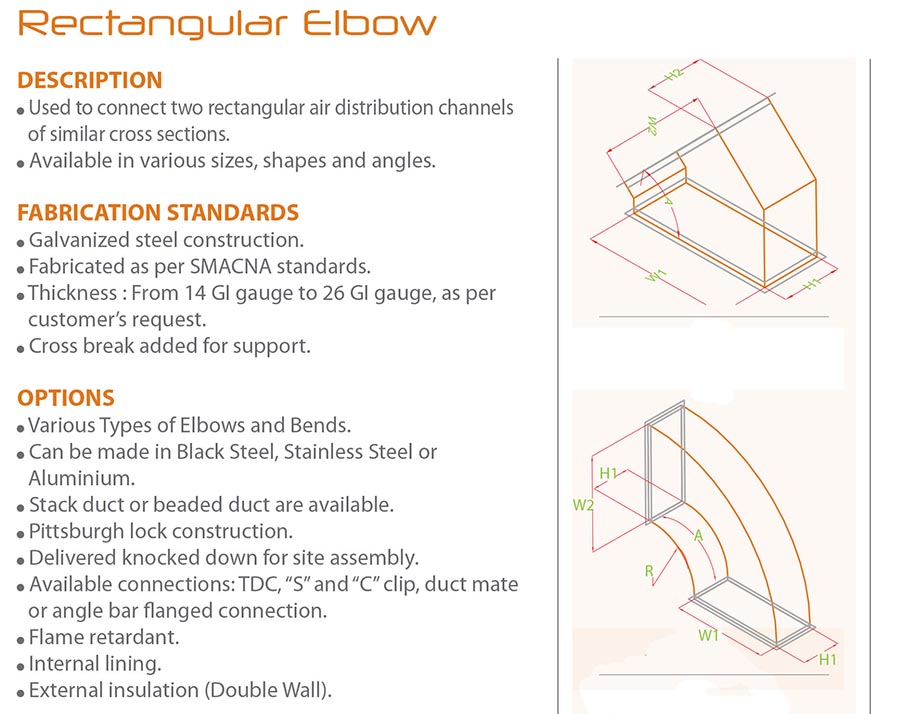 Rectangular Elbow
DESCRIPTION
• Used to connect two rectangular air distribution channels
of similar cross sections.
• Available in various sizes, shapes and angles.
FABRICATION STANDARDS
• Galvanized steel construction.
• Fabricated as per SMACNA standards.
• Thickness : From 14 GI gauge to 26 GI gauge, as per
customer's request.
• Cross break added for support.
OPTIONS
• Various Types of Elbows and Bends.
• Can be made in Black Steel, Stainless Steel or
Aluminium.
• Stack duct or beaded duct are available.
• Pittsburgh lock construction.
• Delivered knocked down for site assembly.
• Available connections: TDC, “S” and “C” clip, duct mate
or angle bar flanged connection.
• Flame retardant.
• Internal lining.
• External insulation (Double Wall).
H2
W2
A
W1
H1
H1
W2
A
R
W1
H1